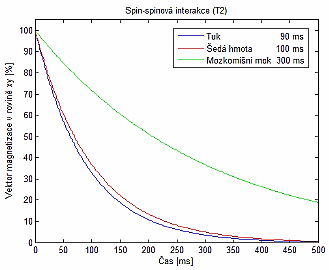 Spin-spinová interakce (T2)
Vektor magnetizace v rovině xy [%]
100
90
80
70
60
50
40
30
20
10
0
Tuk 90 ms
Šedá hmota 100 ms
Mozkomišní mok 300 ms
0 50 100 150 200 250 300 350 400 450 500
Čas [ms]